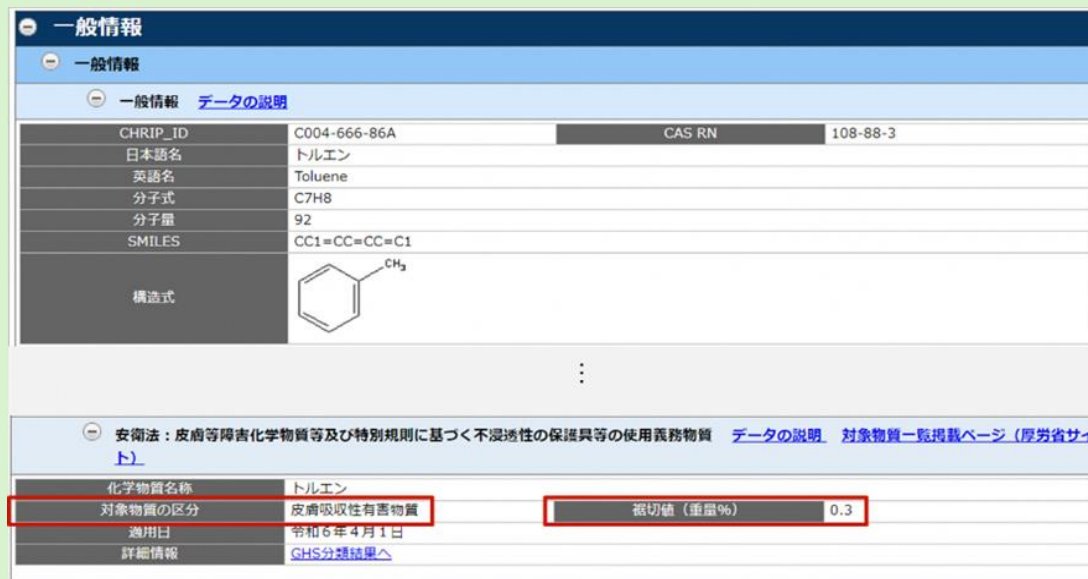 一般情報
一般情報
一般情報 データの説明
CHRIP_ID C004-666-86A CAS RN 108-88-3
日本語名 トルエン
英語名 Toluene
分子式 C7H8
分子量 92
SMILES CC1=CC=CC=C1
構造式 CH3
⋮
安衛法：皮膚等障害化学物質等及び特別規則に基づく不浸透性の保護具等の使用義務物質 データの説明 対象物質一覧掲載ページ（厚労省サイ
ト）
化学物質名称 トルエン
対象物質の区分 皮膚吸収性有害物質 裾切値（重量%） 0.3
適用日 令和6年4月1日
詳細情報 GHS分類結果へ